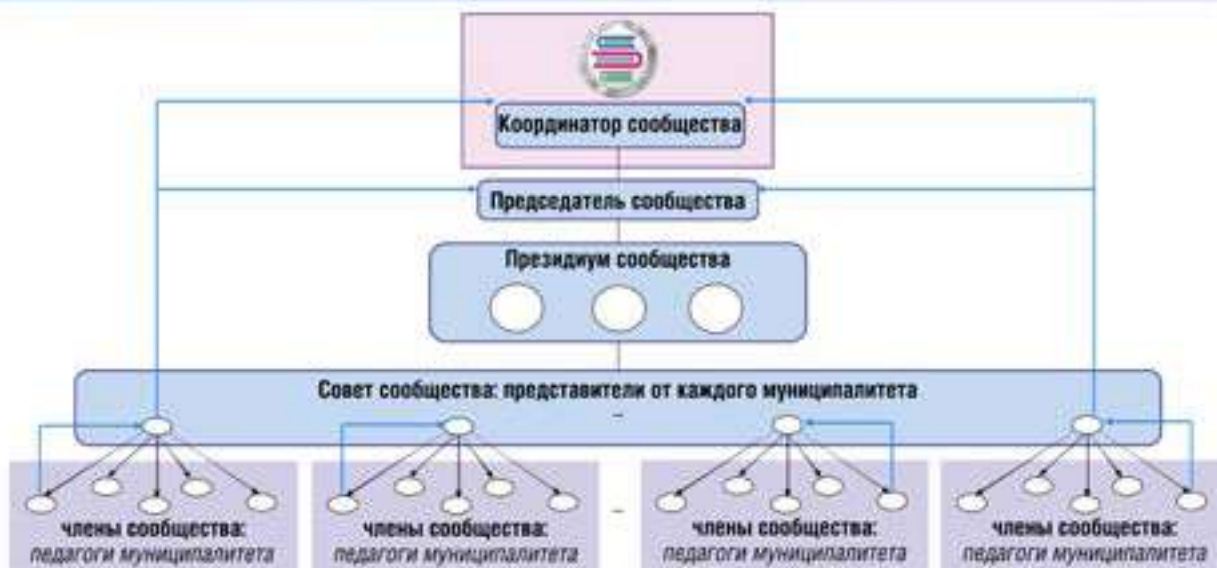 Координатор сообщества
Председатель сообщества
Президиум сообщества
Совет сообщества: представители от каждого муниципалитета
члены сообщества:
педагоги муниципалитета
члены сообщества:
педагоги муниципалитета
члены сообщества:
педагоги муниципалитета
члены сообщества:
педагоги муниципалитета